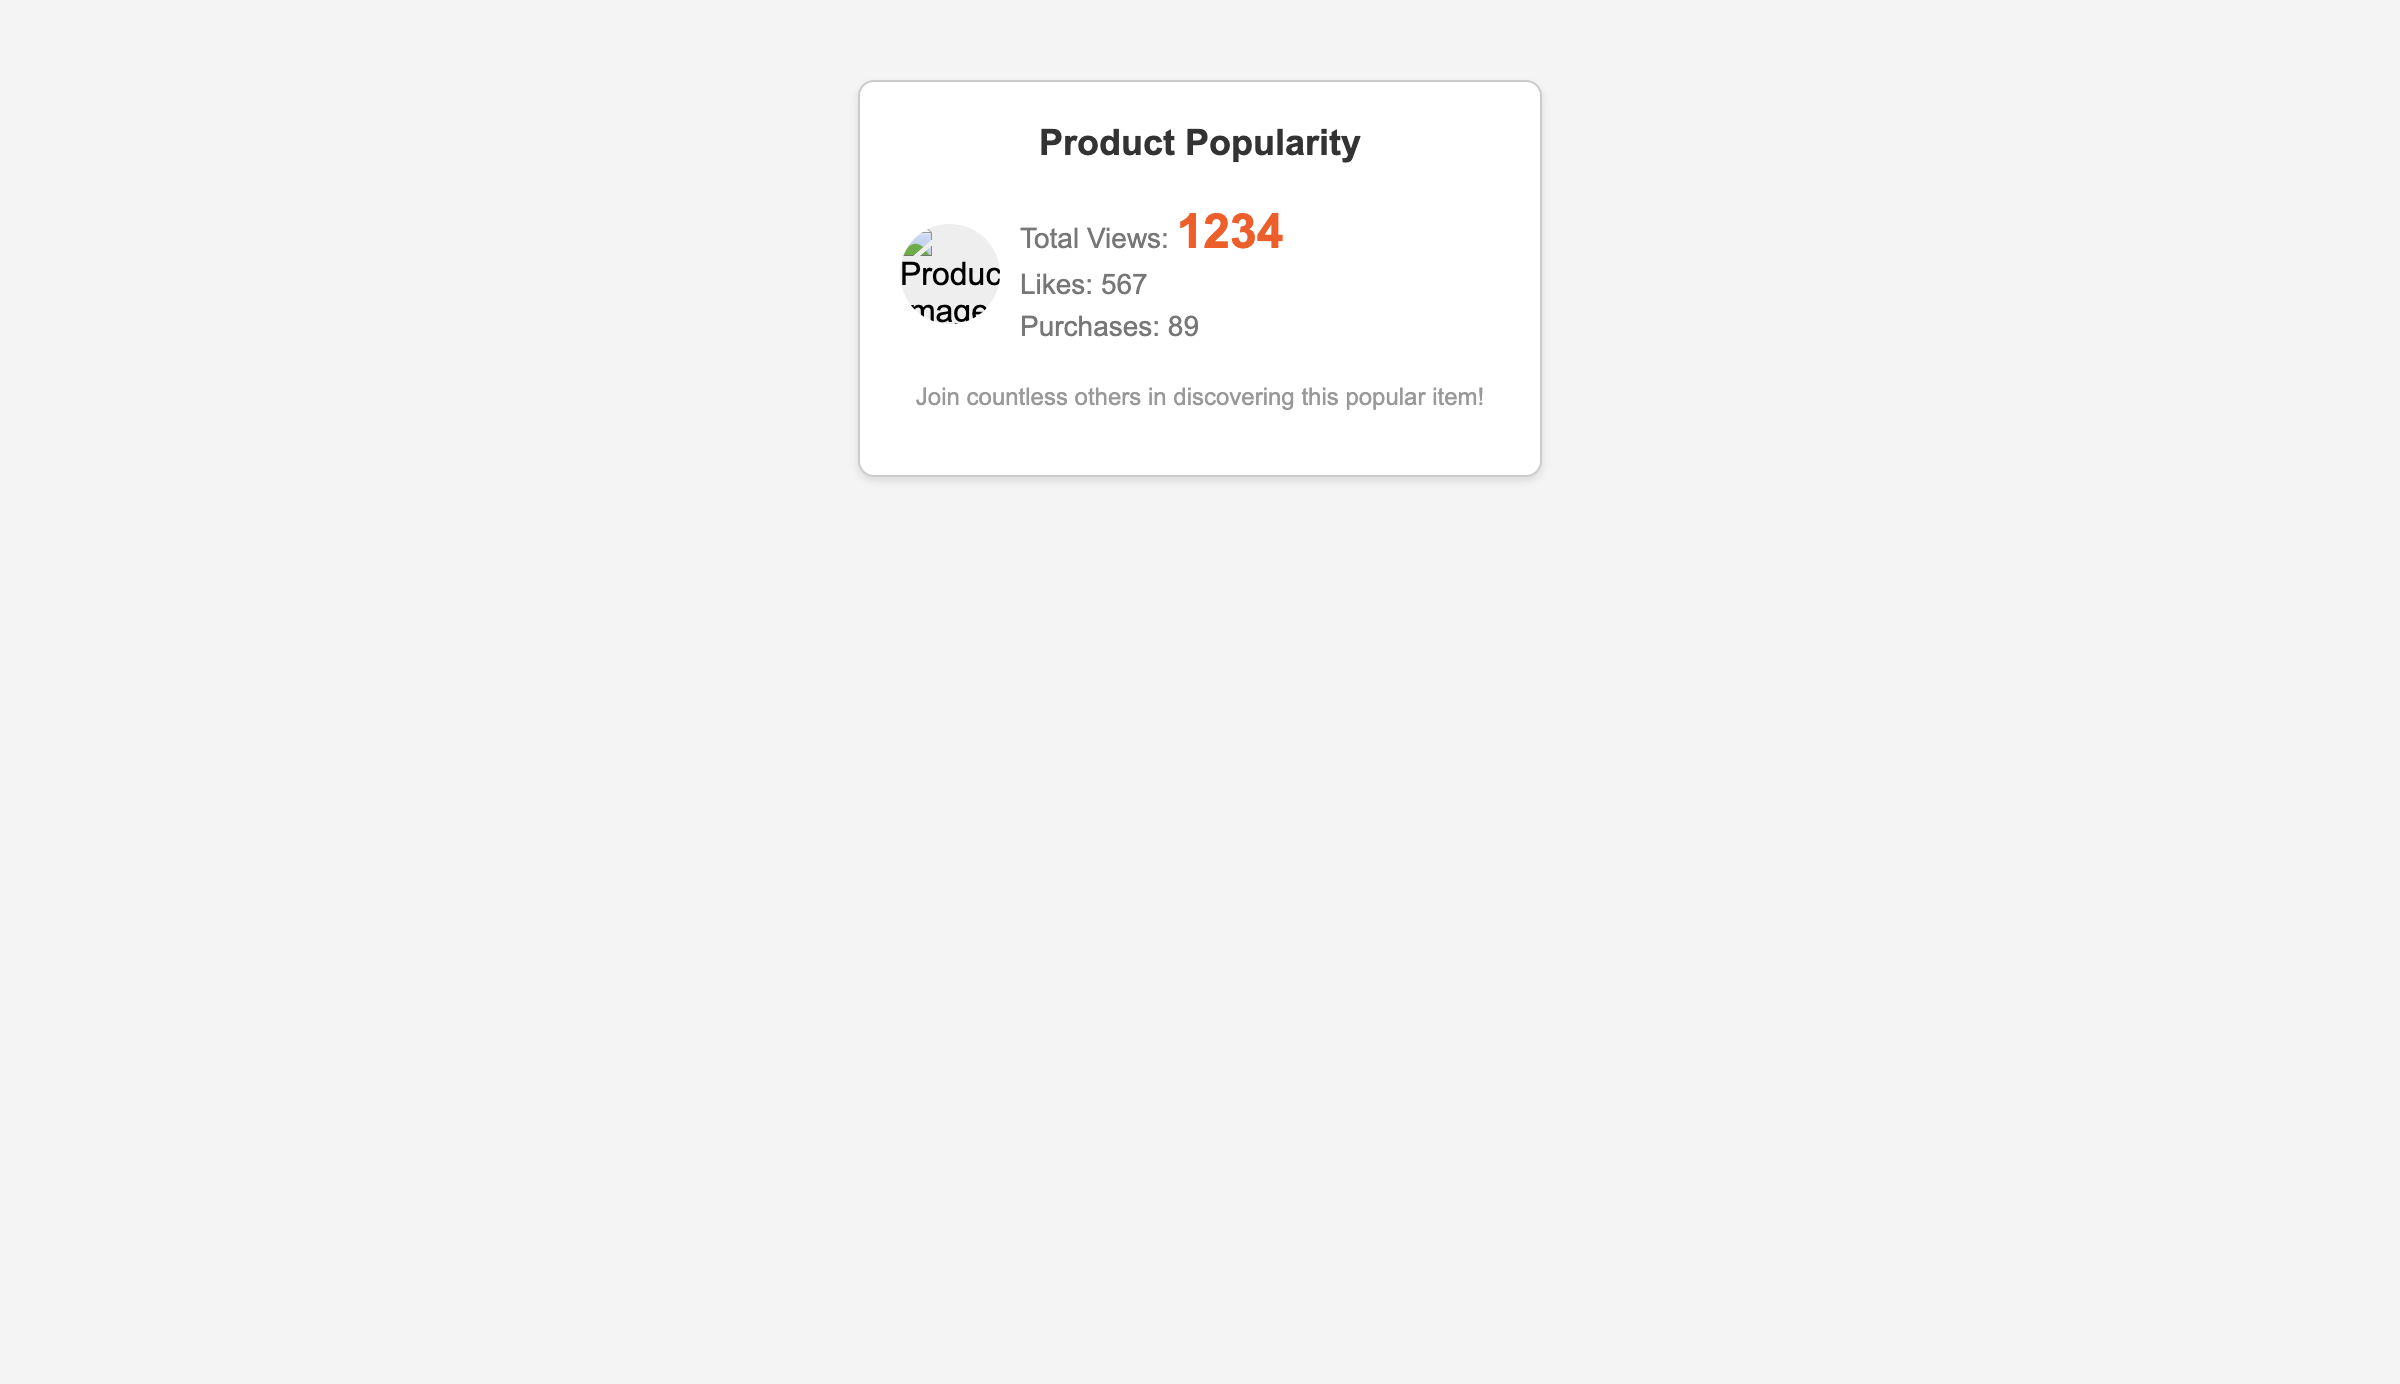 Product Popularity
Total Views: 1234
Produc
mage
Likes: 567
Purchases: 89
Join countless others in discovering this popular item!